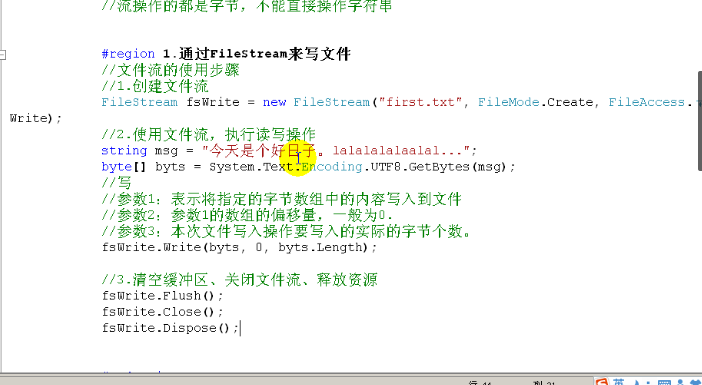 //流操作的都是字节，不能直接操作字符串
#region 1.通过FileStream来写文件
//文件流的使用步骤
//1.创建文件流
FileStream fsWrite = new FileStream("first.txt", FileMode.Create, FileAccess.
Write);
//2.使用文件流，执行读写操作
string msg = "今天是个好日子。lalalalalaalal...";
byte[] byts = System.Text.Encoding.UTF8.GetBytes(msg);
//写
//参数1：表示将指定的字节数组中的内容写入到文件
//参数2：参数1的数组的偏移量，一般为0.
//参数3：本次文件写入操作要写入的实际的字节个数。
fsWrite.Write(byts, 0, byts.Length);
//3.清空缓冲区、关闭文件流、释放资源
fsWrite.Flush();
fsWrite.Close();
fsWrite.Dispose();